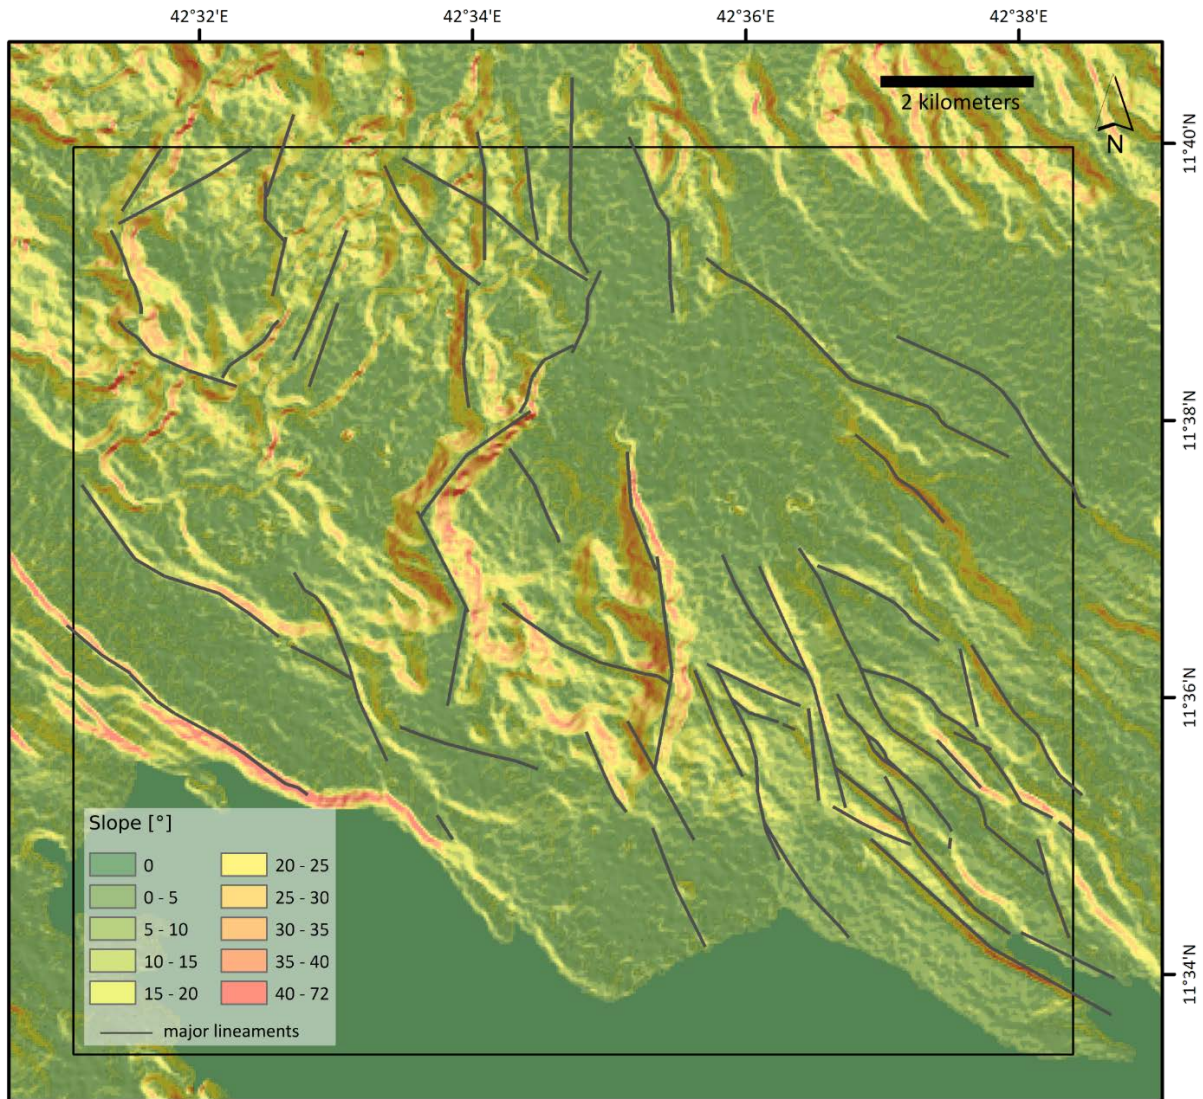 42°32'E 42°34'E 42°36'E 42°38'E
2 kilometers
N
11°40'N
11°38'N
11°36'N
11°34'N
Slope [°]
0 20 - 25
0 - 5 25 - 30
5 - 10 30 - 35
10 - 15 35 - 40
15 - 20 40 - 72
major lineaments